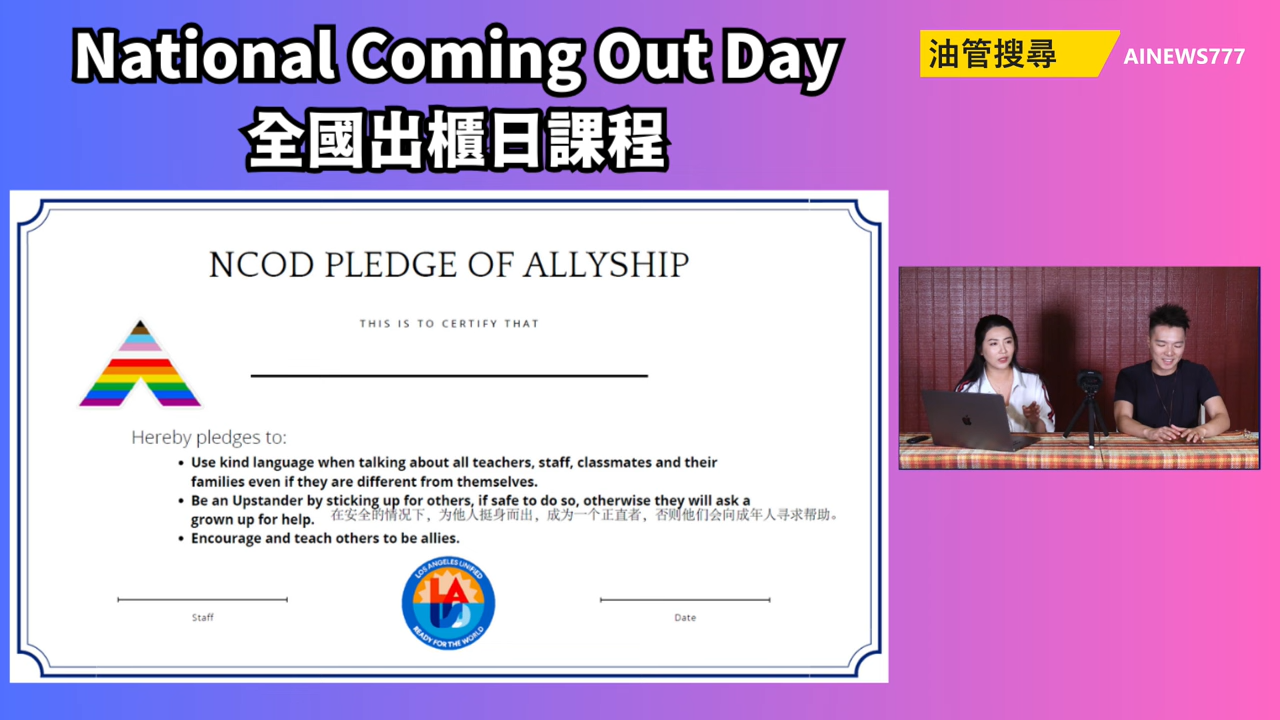 National Coming Out Day
全國出櫃日課程
油管搜尋
AINEWS777
NCOD PLEDGE OF ALLYSHIP
THIS IS TO CERTIFY THAT
Hereby pledges to:
• Use kind language when talking about all teachers, staff, classmates and their
families even if they are different from themselves.
• Be an Upstander by sticking up for others, if safe to do so, otherwise they will ask a
grown up for help.
在安全的情况下，为他人挺身而出，成为一个正直者，否则他们会向成年人寻求帮助。
• Encourage and teach others to be allies.
LOS ANGELES UNIFIED
LA
US
READY FOR THE WORLD
Staff
Date